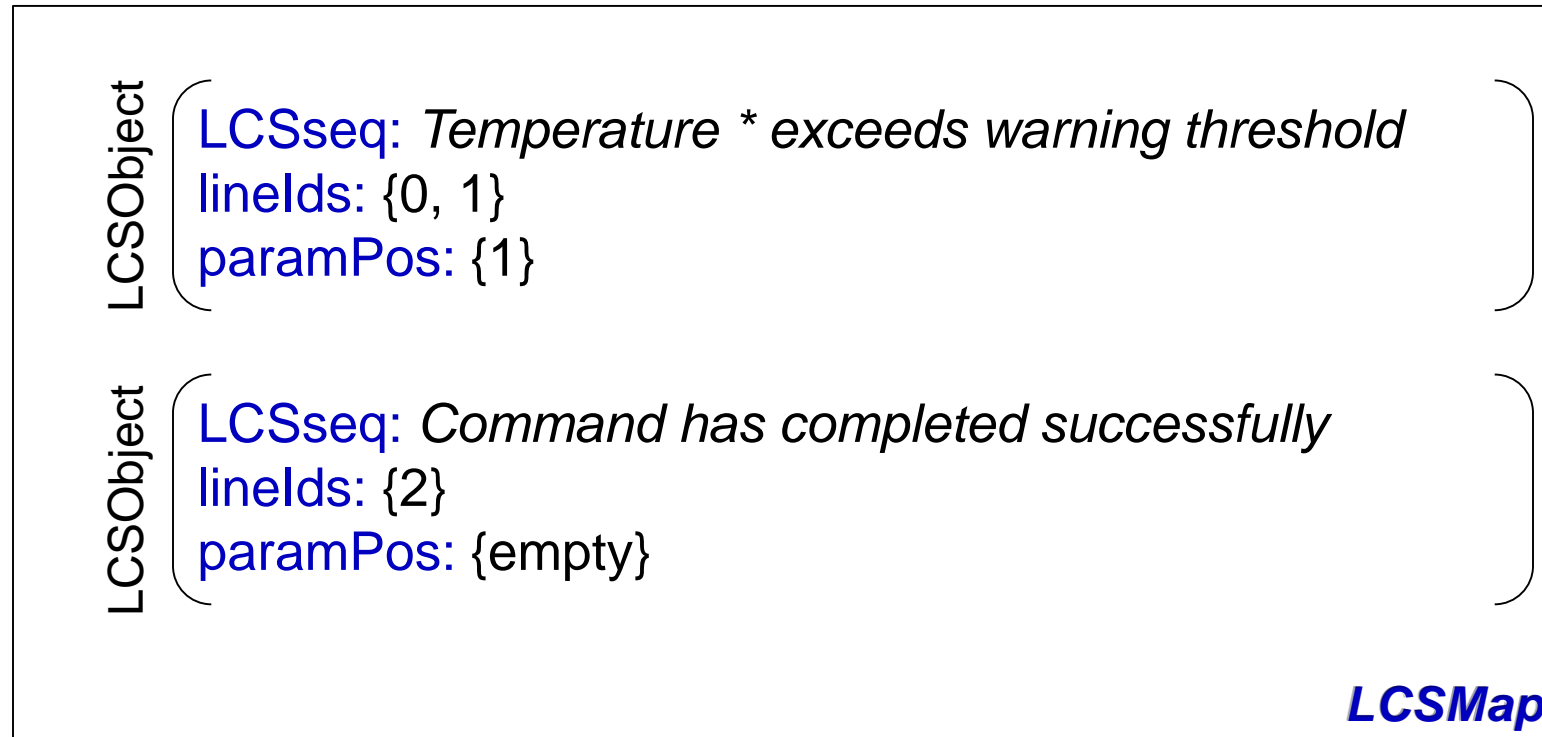 LCSObject
LCSseq: Temperature * exceeds warning threshold
lineIds: {0, 1}
paramPos: {1}
LCSObject
LCSseq: Command has completed successfully
lineIds: {2}
paramPos: {empty}
LCSMap